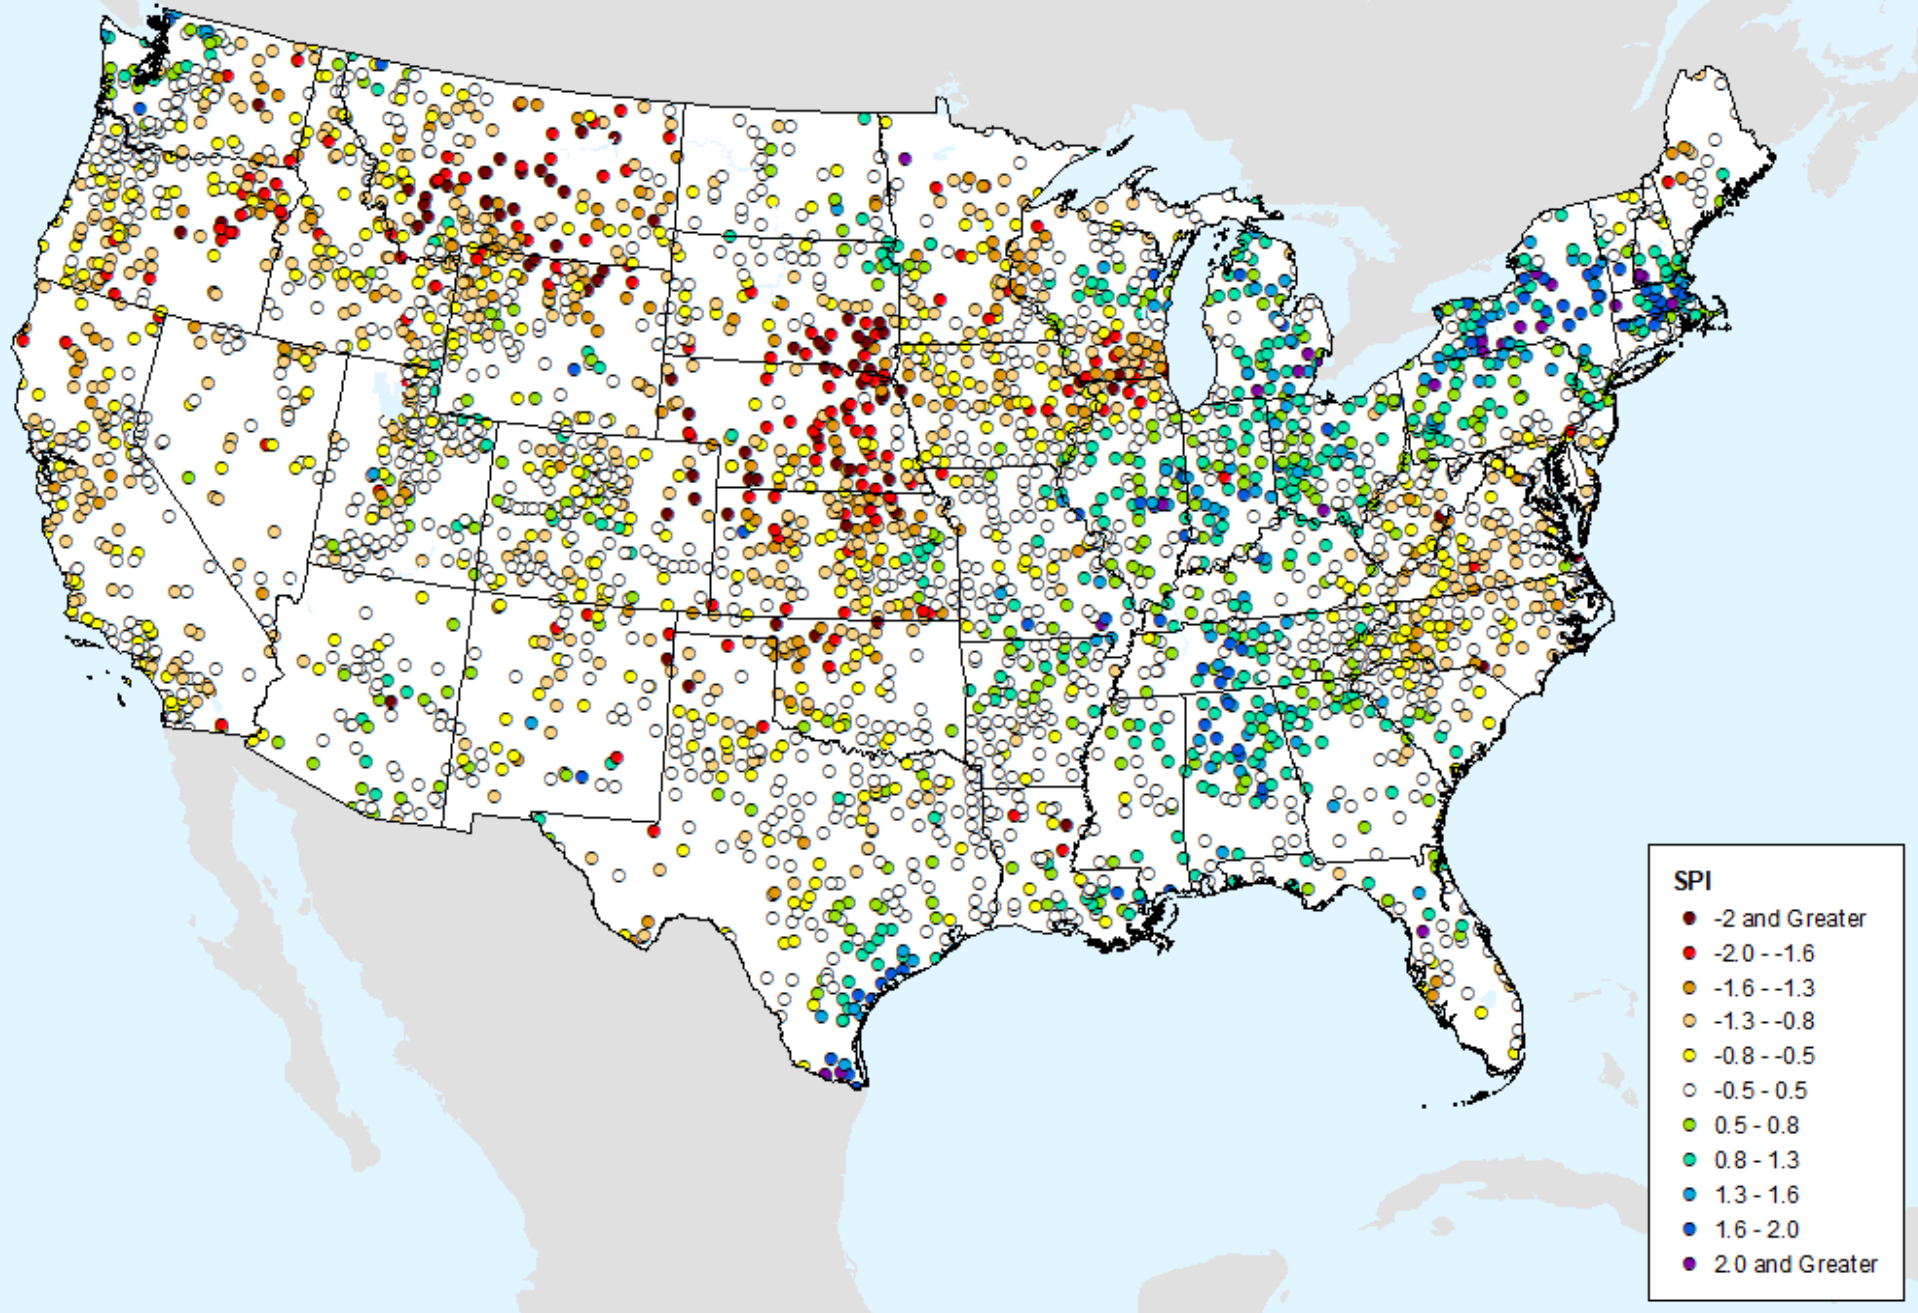 SPI
-2 and Greater
-2.0 - -1.6
-1.6 - -1.3
-1.3 - -0.8
-0.8 - -0.5
-0.5 - 0.5
0.5 - 0.8
0.8 - 1.3
1.3 - 1.6
1.6 - 2.0
2.0 and Greater